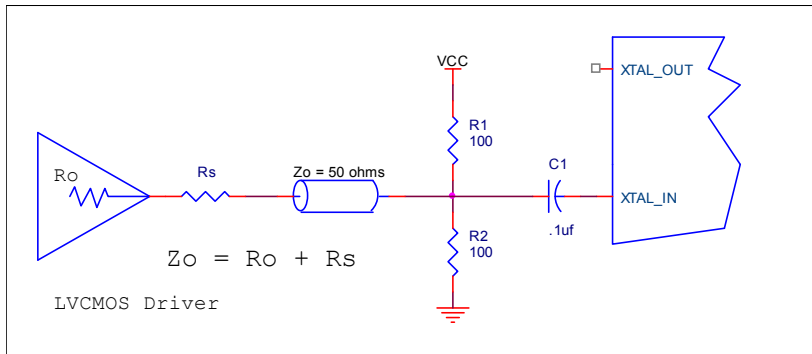 VCC
XTAL_OUT
R1
100
Ro
Rs
Zo = 50 ohms
C1
XTAL_IN
.1uf
R2
100
Zo = Ro + Rs
LVCMOS Driver